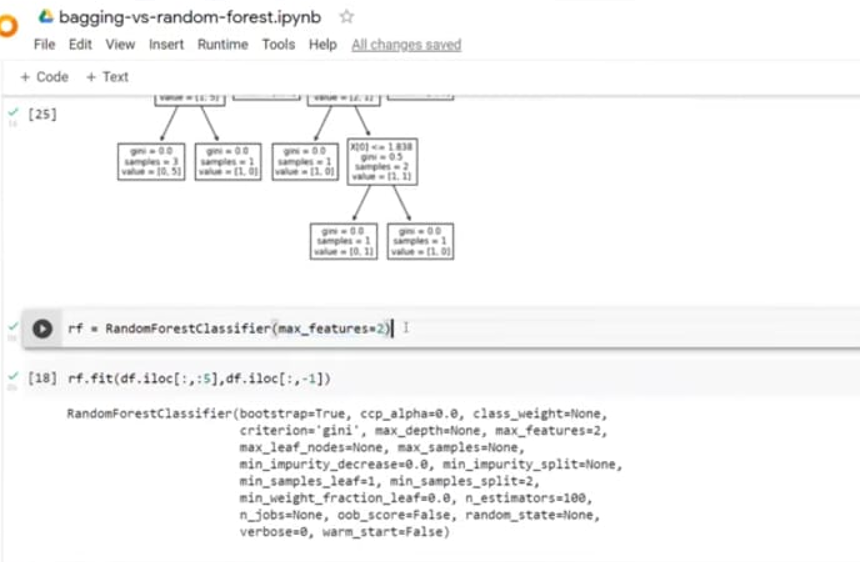 bagging-vs-random-forest.ipynb
File Edit View Insert Runtime Tools Help All changes saved
+ Code + Text
value = [1, 5] value = [2, 1]
[25]
gini = 0.0 gini = 0.0 gini = 0.0 X[0] <= 1.838
samples = 3 samples = 1 samples = 1 gini = 0.5
value = [0, 5] value = [1, 0] value = [1, 0] samples = 2
value = [1, 1]
gini = 0.0 gini = 0.0
samples = 1 samples = 1
value = [0, 1] value = [1, 0]
rf = RandomForestClassifier(max_features=2)
[18] rf.fit(df.iloc[:,:5],df.iloc[:,-1])
RandomForestClassifier(bootstrap=True, ccp_alpha=0.0, class_weight=None,
criterion='gini', max_depth=None, max_features=2,
max_leaf_nodes=None, max_samples=None,
min_impurity_decrease=0.0, min_impurity_split=None,
min_samples_leaf=1, min_samples_split=2,
min_weight_fraction_leaf=0.0, n_estimators=100,
n_jobs=None, oob_score=False, random_state=None,
verbose=0, warm_start=False)